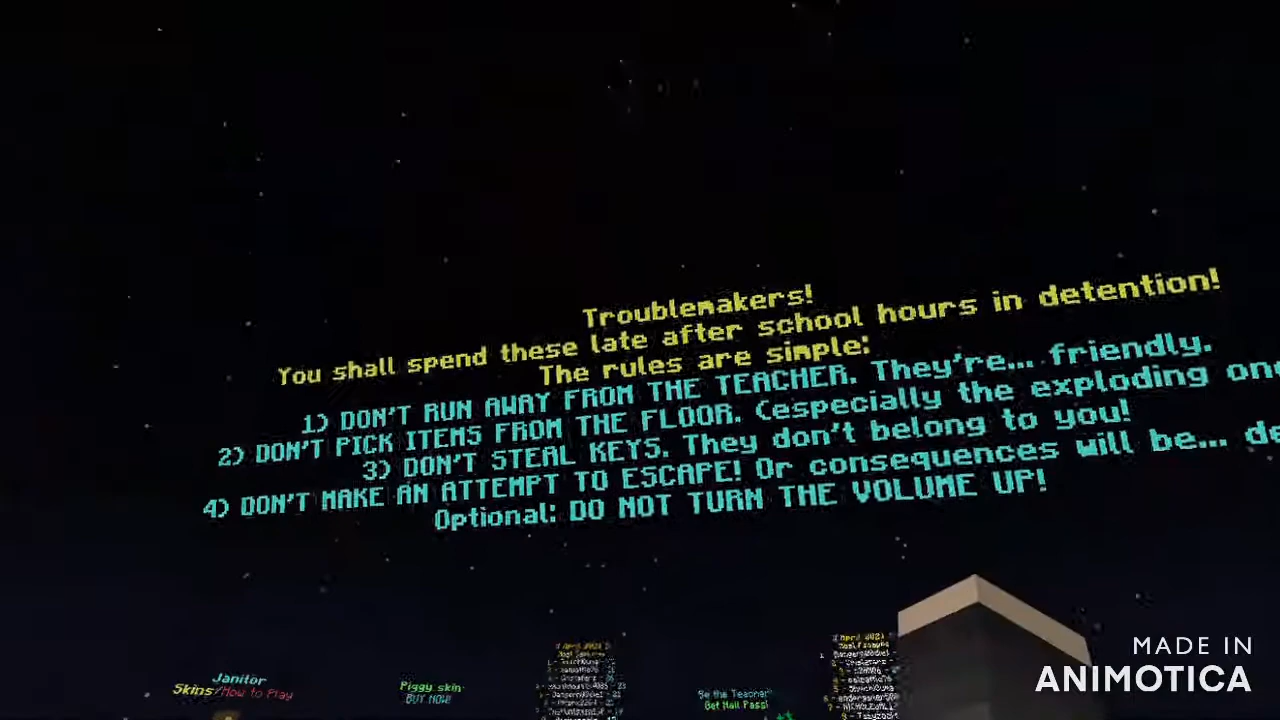 Troublemakers!
You shall spend these late after school hours in detention!
The rules are simple:
1) DON'T RUN AWAY FROM THE TEACHER. They're... friendly.
2) DON'T PICK ITEMS FROM THE FLOOR. (especially the exploding
3) DON'T STEAL KEYS. They don't belong to you!
4) DON'T MAKE AN ATTEMPT TO ESCAPE! Or consequences will be... de
Optional: DO NOT TURN THE VOLUME UP!
Janitor
Skins/How to Play
Piggy skin
BUY NOW
Be the Teacher
Get Hall Pass!
MADE IN
ANIMOTICA